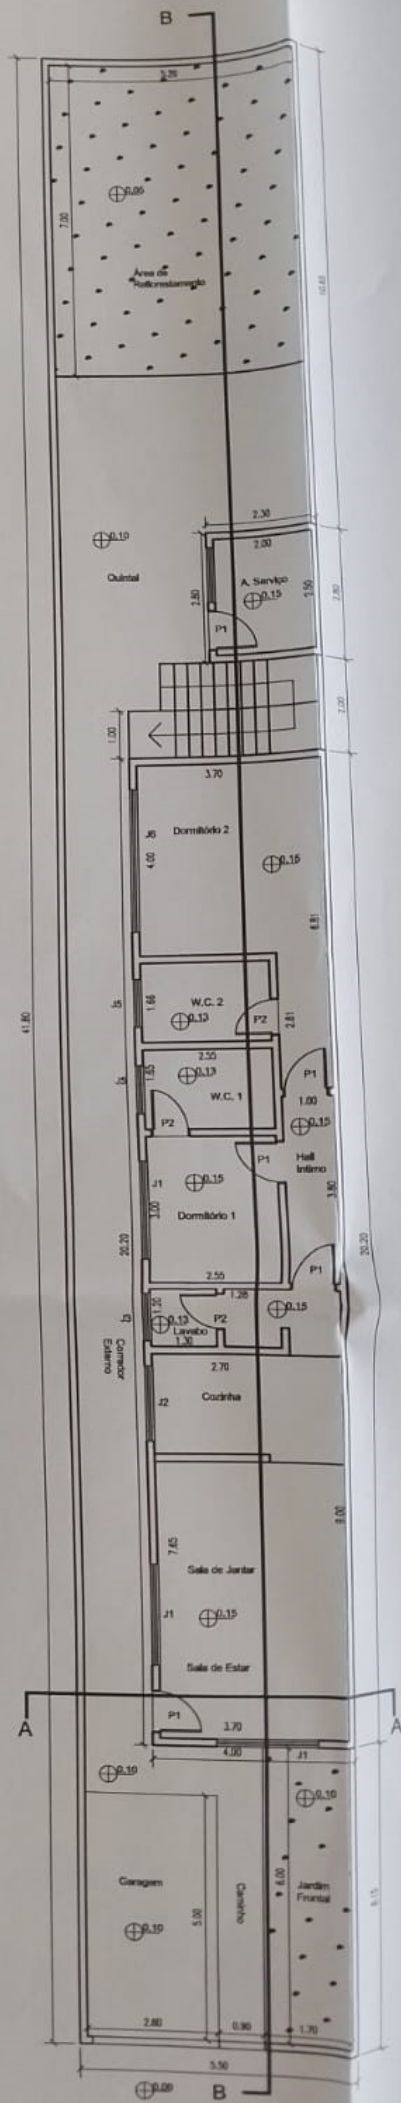 B
5.20
0.05
7.00
Área de
Reflorestamento
10.65
2.30
2.00
0.10
A. Serviço
Quintal
2.80
0.15
2.50
2.80
P1
2.00
1.00
3.70
Dormitório 2
J6
4.00
0.15
6.81
W.C. 2
J5
1.66
0.13
P2
2.81
41.80
2.55
J5
1.65
0.13
P1
W.C. 1
1.00
P2
0.15
P1
Hall
Íntimo
J1
0.15
3.00
3.80
Dormitório 1
20.20
20.20
P1
2.55
1.28
J3
1.20
0.13
0.15
P2
Lavabo
1.30
Corredor
Externo
2.70
J2
Cozinha
9.00
7.65
Sala de Jantar
J1
0.15
Sala de Estar
A
A
P1
3.70
4.00
J1
0.10
0.10
Garagem
6.00
Caminho
5.00
Jardim
Frontal
0.10
2.60
0.90
1.70
5.50
0.00
B